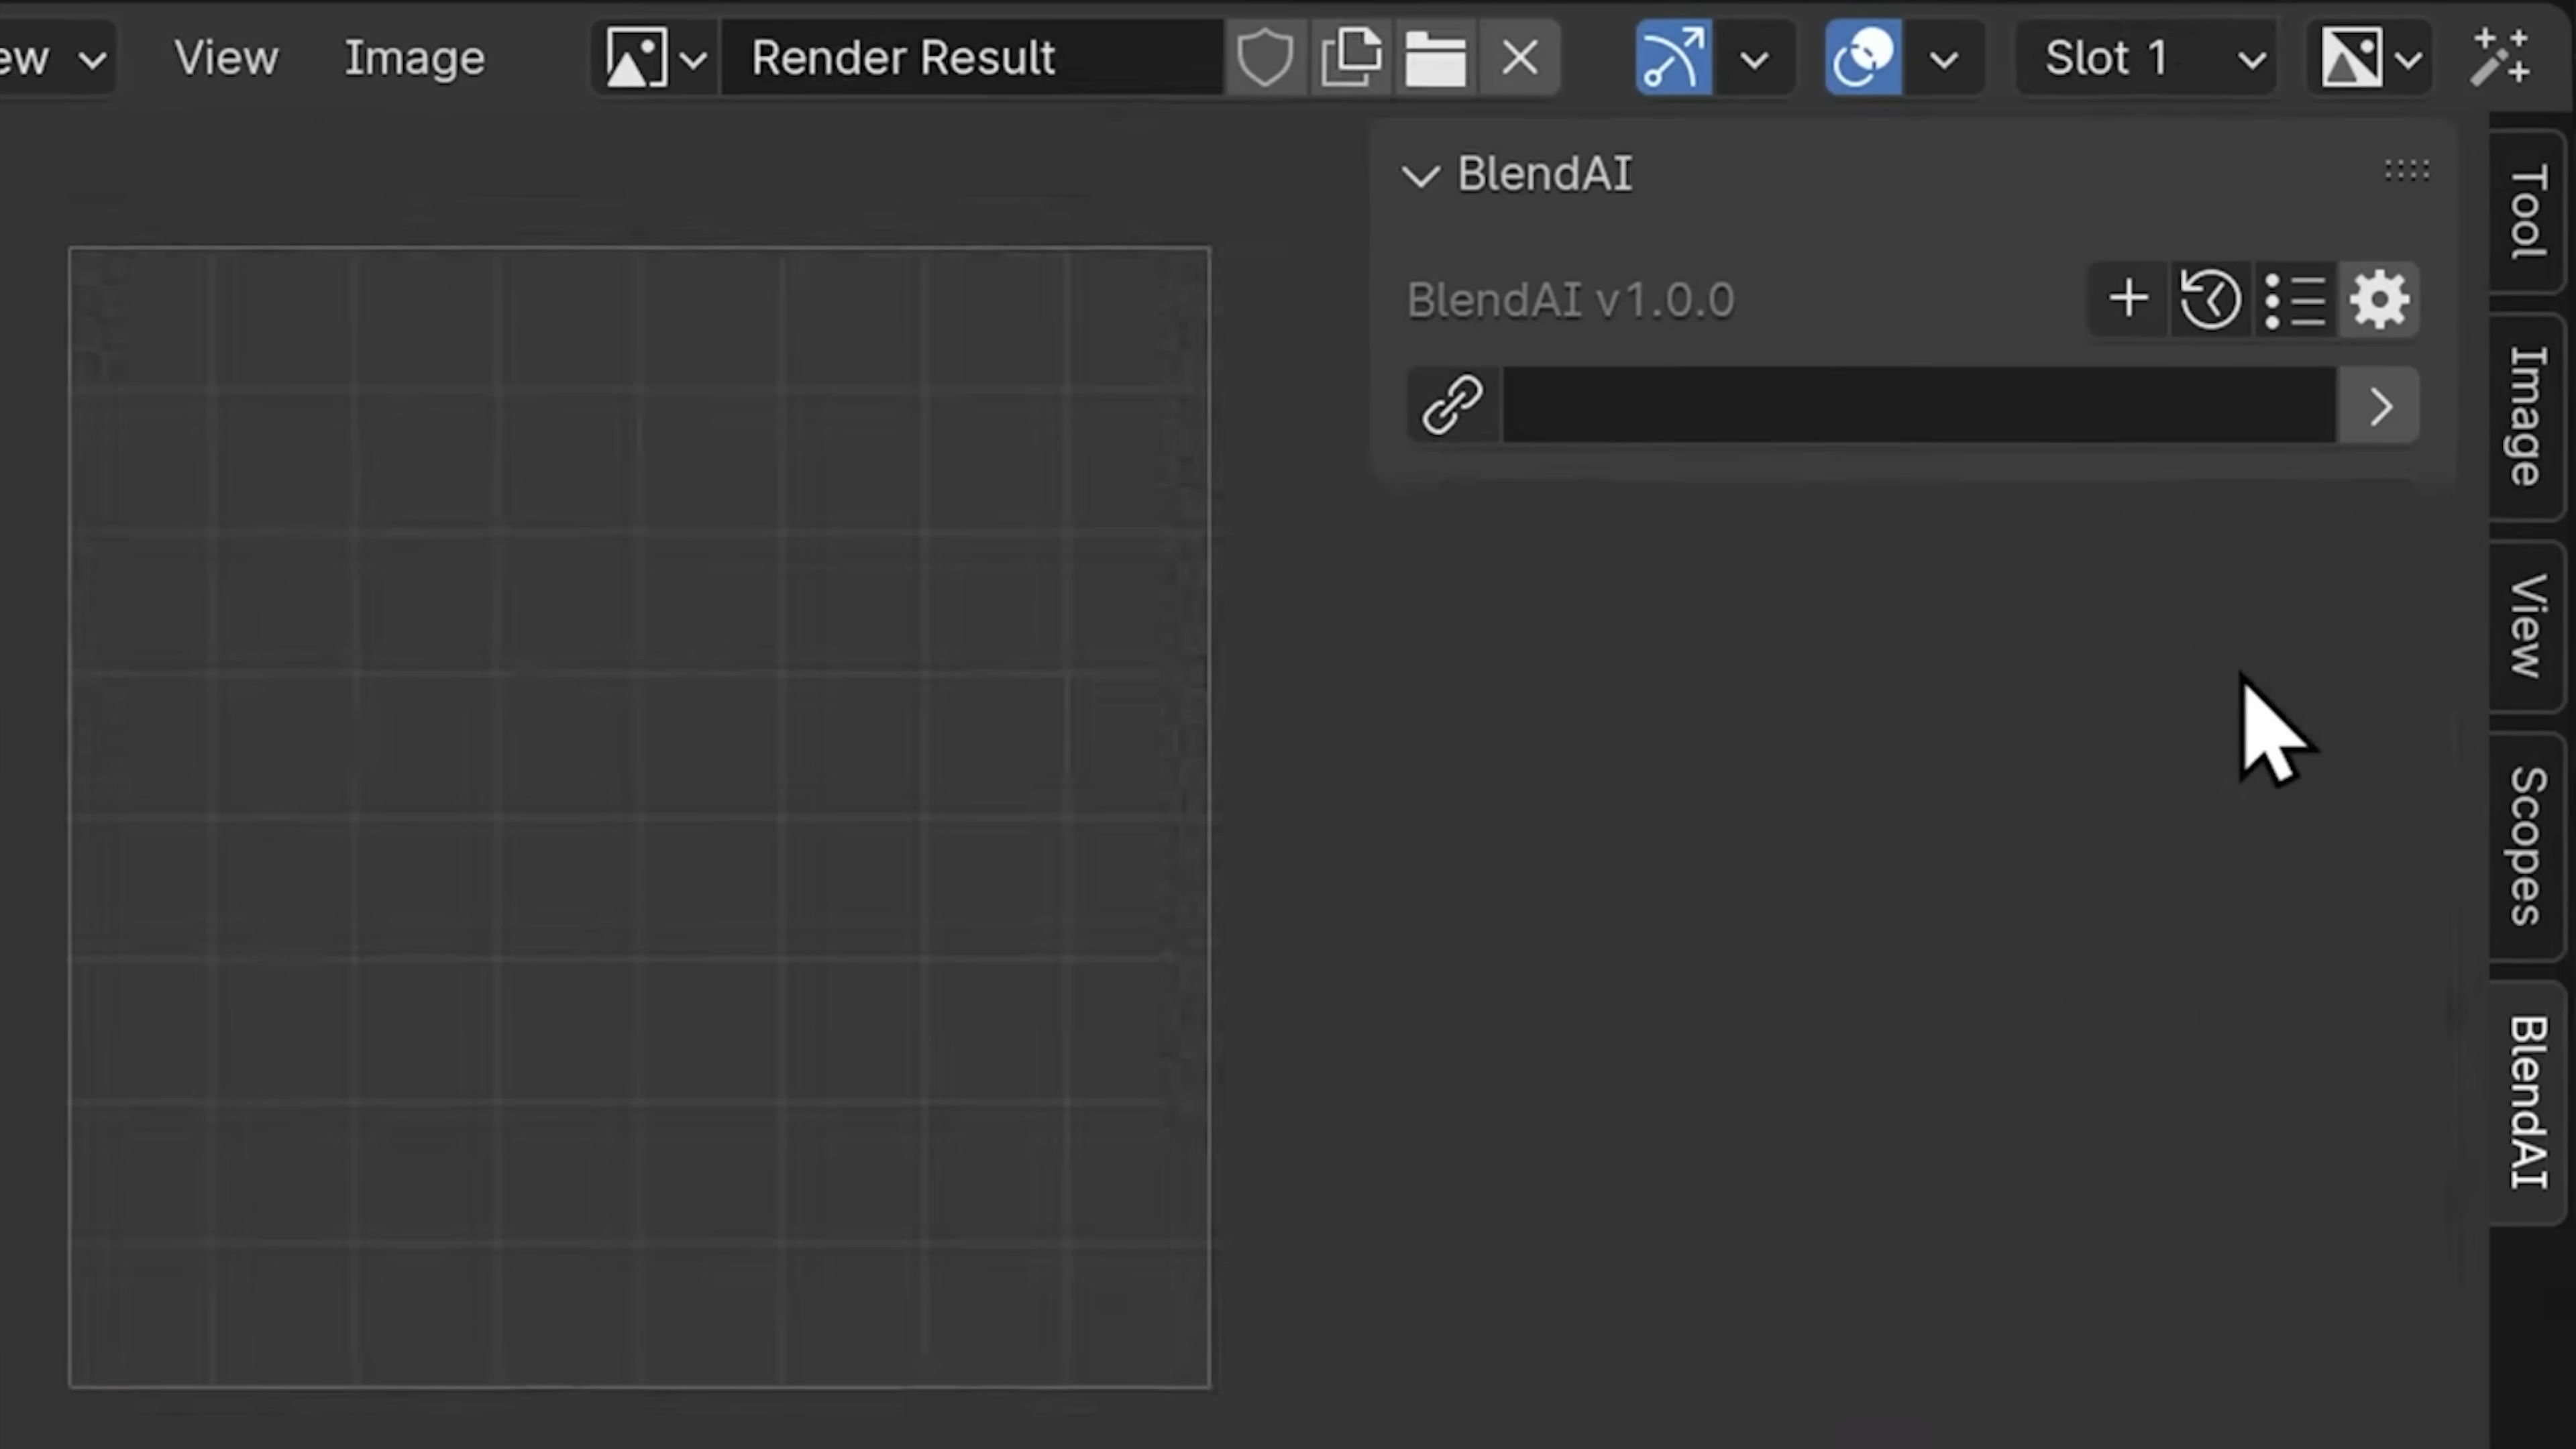 ew View Image Render Result Slot 1
BlendAI
BlendAI v1.0.0
Tool
Image
View
Scopes
BlendAI